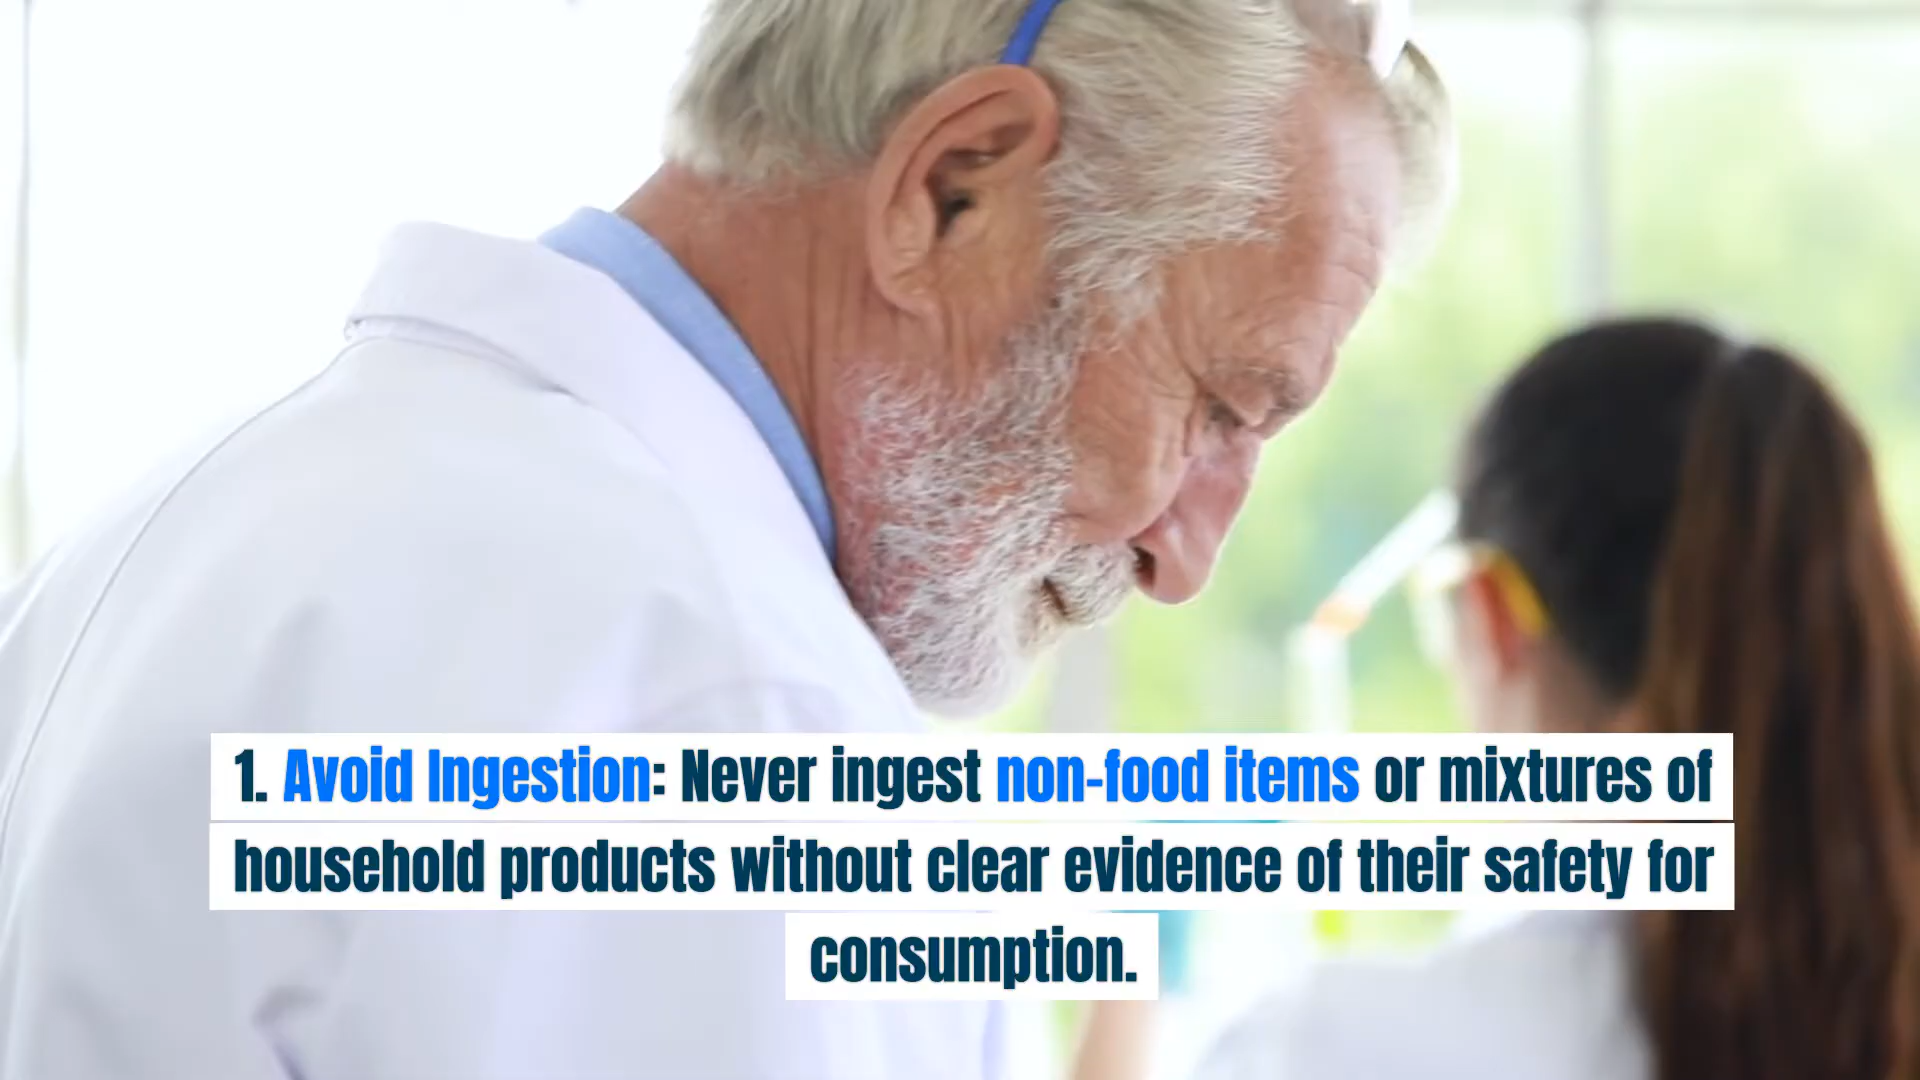 1. Avoid Ingestion: Never ingest non-food items or mixtures of
household products without clear evidence of their safety for
consumption.